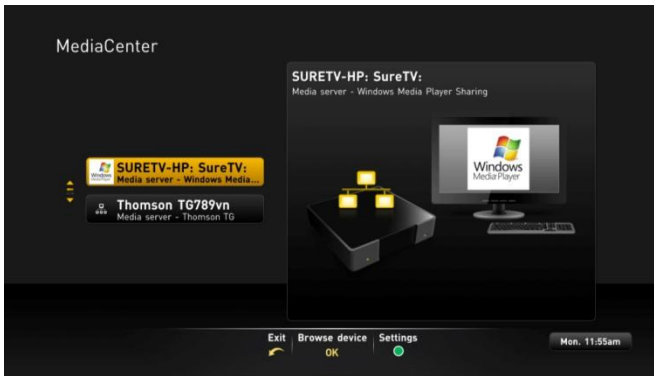 MediaCenter
SURETV-HP: SureTV:
Media server - Windows Media Player Sharing
SURETV-HP: SureTV:
Media server - Windows Media...
Thomson TG789vn
Media server - Thomson TG
Windows
Media Player
Exit
Browse device
OK
Settings
Mon. 11:55am